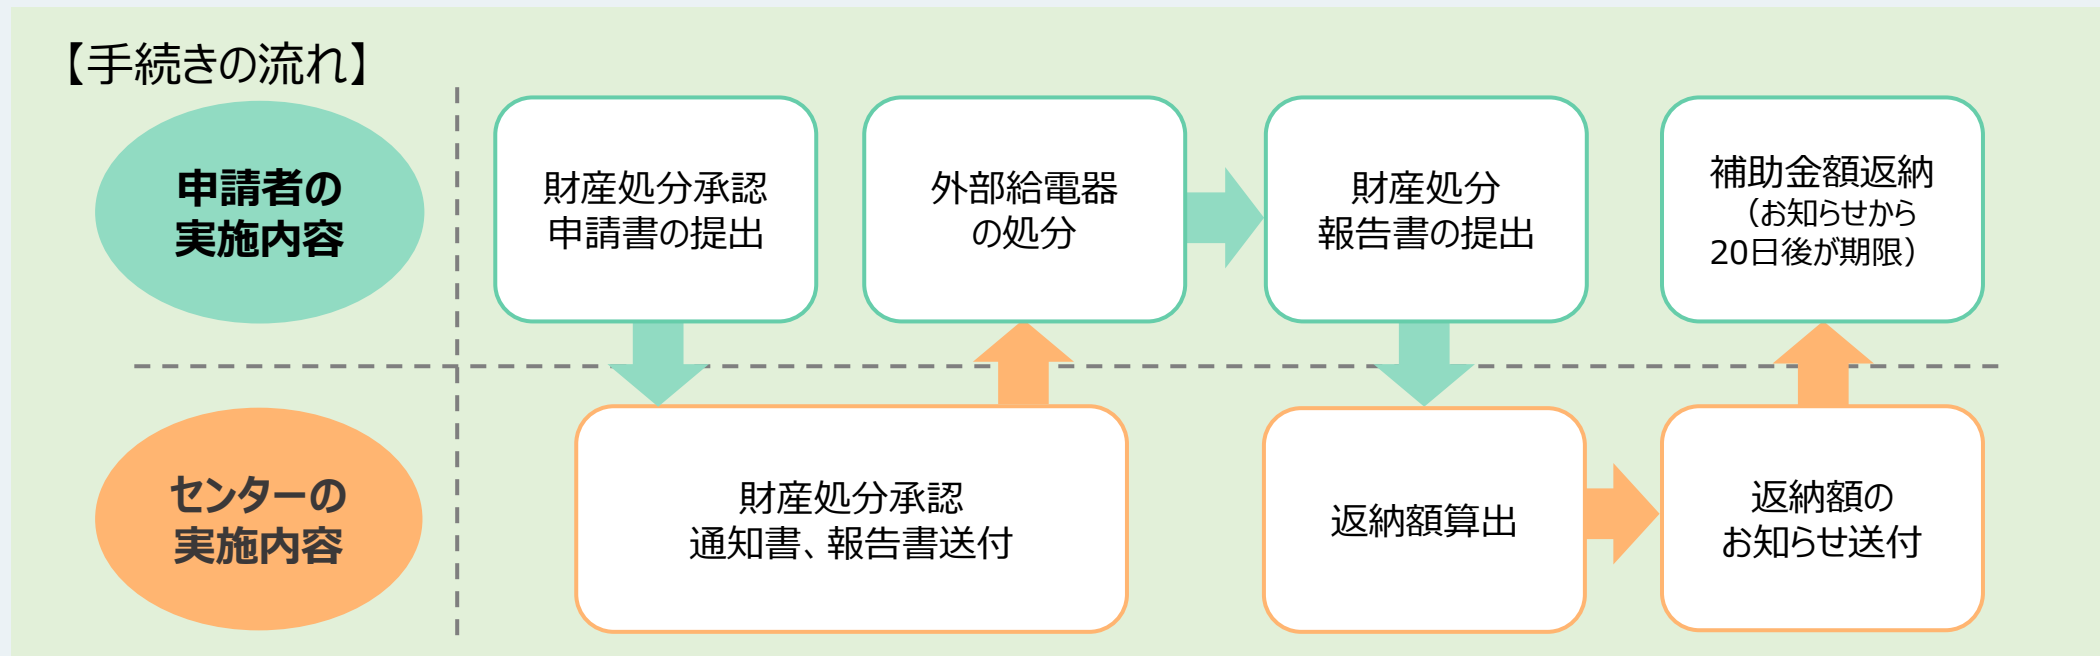 【手続きの流れ】
申請者の
実施内容
財産処分承認
申請書の提出
外部給電器
の処分
財産処分
報告書の提出
補助金額返納
（お知らせから
20日後が期限）
センターの
実施内容
財産処分承認
通知書、報告書送付
返納額算出
返納額の
お知らせ送付